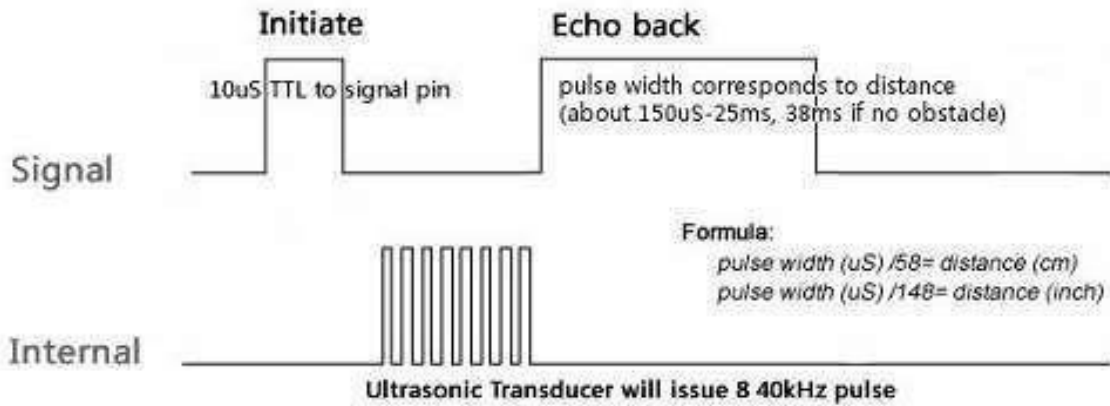 Initiate
Echo back
10uS TTL to signal pin
pulse width corresponds to distance
(about 150uS-25ms, 38ms if no obstacle)
Signal
Formula:
pulse width (uS) /58= distance (cm)
pulse width (uS) /148= distance (inch)
Internal
Ultrasonic Transducer will issue 8 40kHz pulse